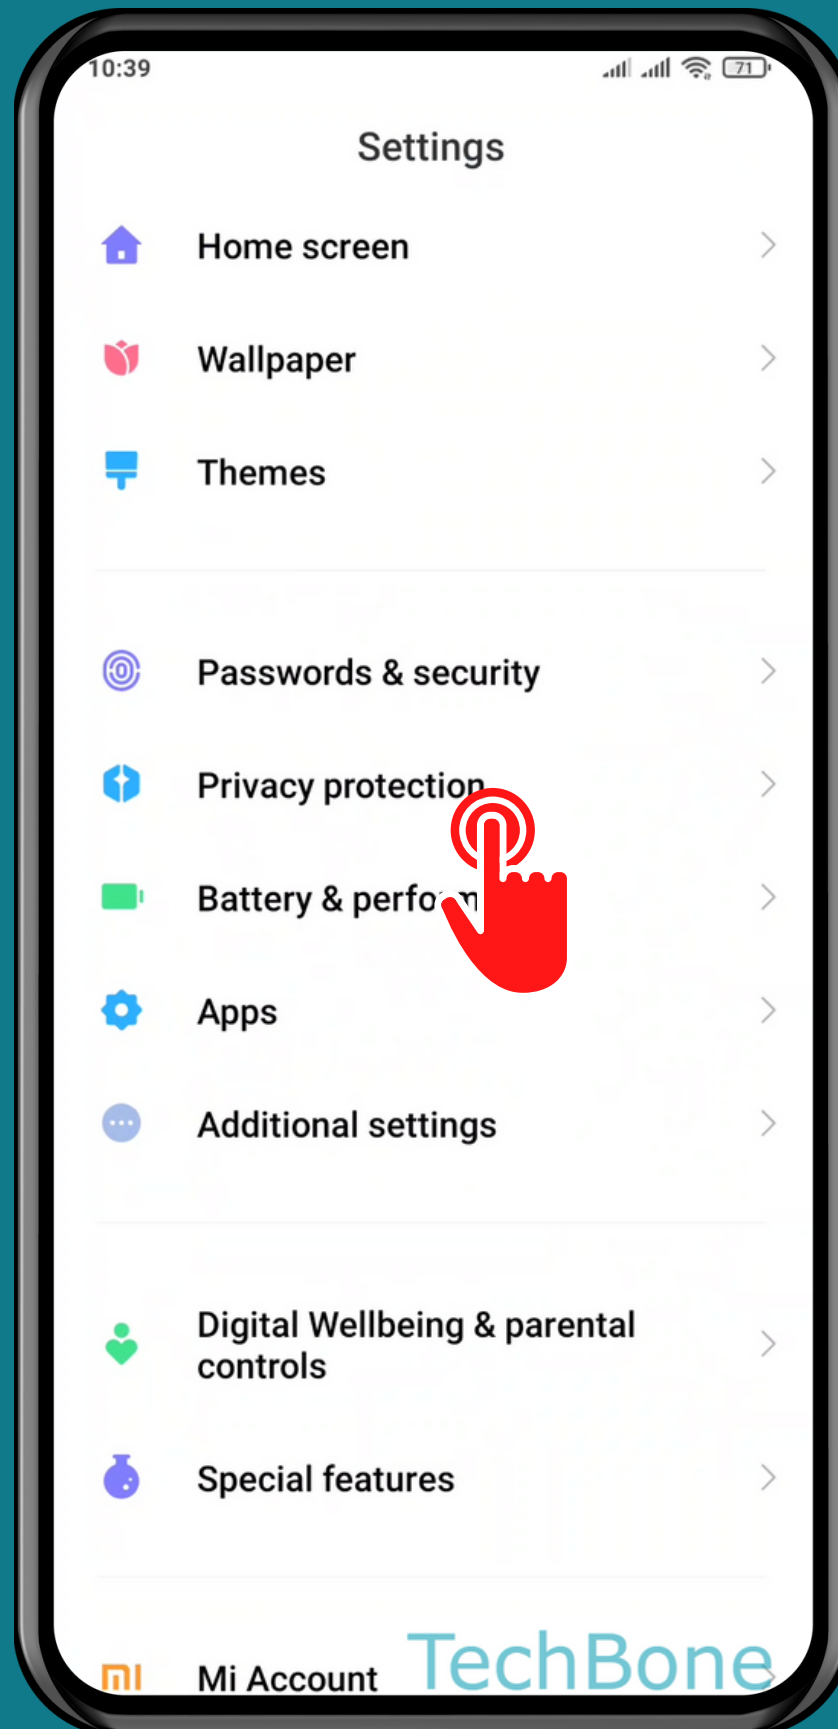 10:39
71
Settings
Home screen
Wallpaper
Themes
Passwords & security
Privacy protection
Battery &
Apps
Additional settings
Digital Wellbeing & parental
controls
Special features
Mi Account
TechBone